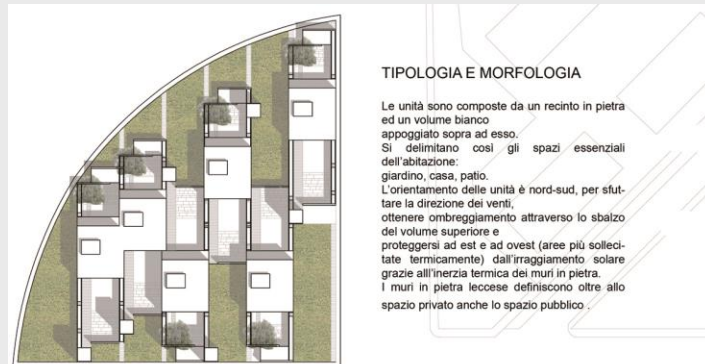 TIPOLOGIA E MORFOLOGIA
Le unità sono composte da un recinto in pietra
ed un volume bianco
appoggiato sopra ad esso.
Si delimitano così gli spazi essenziali
dell'abitazione:
giardino, casa, patio.
L'orientamento delle unità è nord-sud, per sfut-
tare la direzione dei venti,
ottenere ombreggiamento attraverso lo sbalzo
del volume superiore e
proteggersi ad est e ad ovest (aree più solleci-
tate termicamente) dall'irraggiamento solare
grazie alll'inerzia termica dei muri in pietra.
I muri in pietra leccese definiscono oltre allo
spazio privato anche lo spazio pubblico .